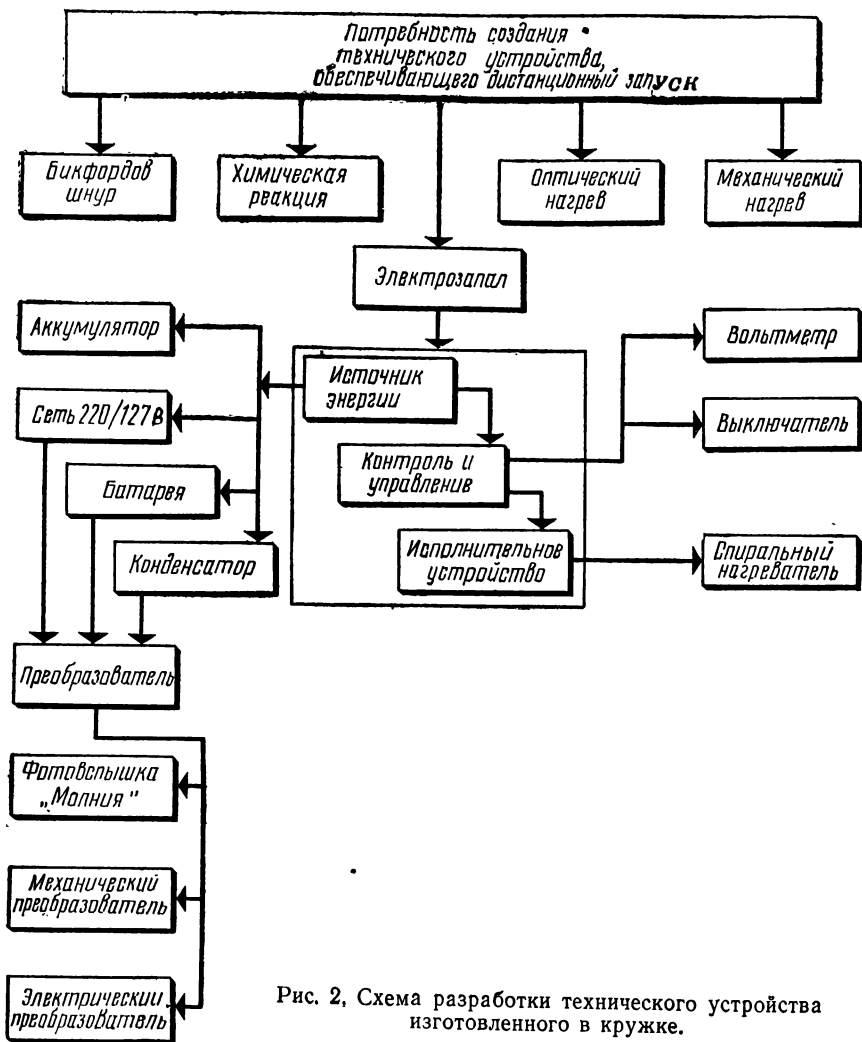 Потребность создания
технического устройства,
обеспечивающего дистанционный запуск
Бикфордов
шнур
Химическая
реакция
Оптический
нагрев
Механический
нагрев
Электрозапал
Аккумулятор
Источник
энергии
Вольтметр
Сеть 220/127в
Выключатель
Контроль и
управление
Батарея
Исполнительное
устройство
Спиральный
нагреватель
Конденсатор
Преобразователь
Фотовспышка
„Молния"
Механический
преобразователь
Электрический
преобразователь
Рис. 2, Схема разработки технического устройства
изготовленного в кружке.